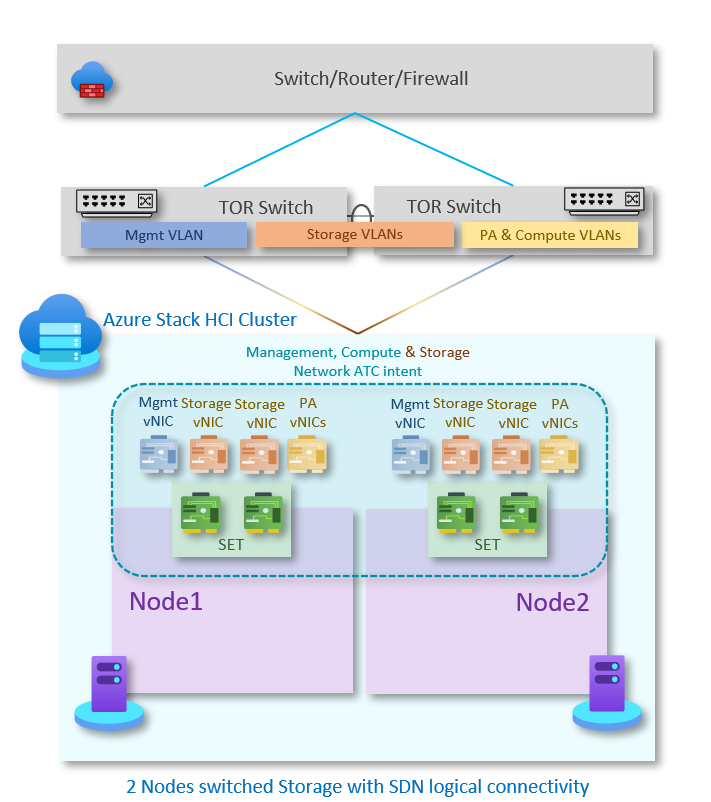 Switch/Router/Firewall
TOR Switch
TOR Switch
Mgmt VLAN
Storage VLANs
PA & Compute VLANs
Azure Stack HCI Cluster
Management, Compute & Storage
Network ATC intent
Mgmt
vNIC
Storage
vNIC
Storage
vNIC
PA
vNICs
Mgmt
vNIC
Storage
vNIC
Storage
vNIC
PA
vNICs
SET
SET
Node1
Node2
2 Nodes switched Storage with SDN logical connectivity